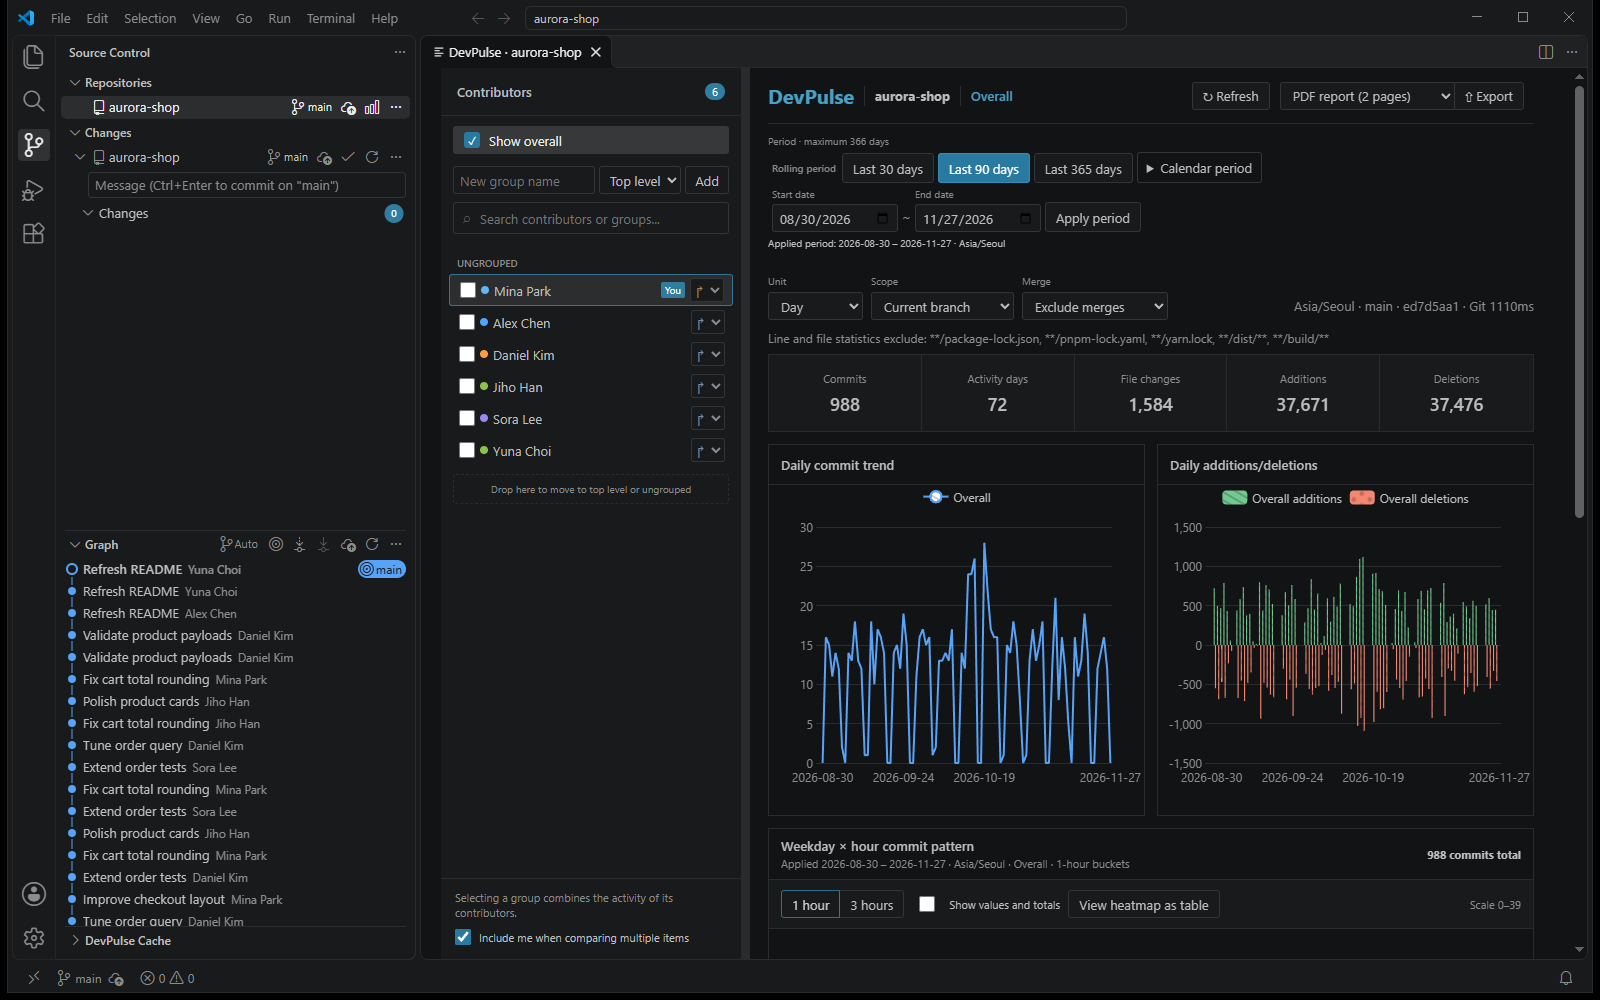 File Edit Selection View Go Run Terminal Help
aurora-shop
Source Control
Repositories
aurora-shop main
Changes
aurora-shop main
Message (Ctrl+Enter to commit on "main")
Changes 0
Graph Auto
Refresh README Yuna Choi main
Refresh README Yuna Choi
Refresh README Alex Chen
Validate product payloads Daniel Kim
Validate product payloads Daniel Kim
Fix cart total rounding Mina Park
Polish product cards Jiho Han
Fix cart total rounding Jiho Han
Tune order query Daniel Kim
Extend order tests Sora Lee
Fix cart total rounding Mina Park
Extend order tests Sora Lee
Polish product cards Jiho Han
Fix cart total rounding Mina Park
Extend order tests Daniel Kim
Improve checkout layout Mina Park
Tune order query Daniel Kim
DevPulse Cache
main 0 0
DevPulse · aurora-shop
Contributors 6
Show overall
New group name Top level Add
Search contributors or groups...
UNGROUPED
Mina Park You
Alex Chen
Daniel Kim
Jiho Han
Sora Lee
Yuna Choi
Drop here to move to top level or ungrouped
Selecting a group combines the activity of its
contributors.
Include me when comparing multiple items
DevPulse aurora-shop Overall
Refresh PDF report (2 pages) Export
Period · maximum 366 days
Rolling period Last 30 days Last 90 days Last 365 days Calendar period
Start date End date
08/30/2026 ~ 11/27/2026 Apply period
Applied period: 2026-08-30 – 2026-11-27 · Asia/Seoul
Unit Scope Merge
Day Current branch Exclude merges Asia/Seoul · main · ed7d5aa1 · Git 1110ms
Line and file statistics exclude: **/package-lock.json, **/pnpm-lock.yaml, **/yarn.lock, **/dist/**, **/build/**
Commits Activity days File changes Additions Deletions
988 72 1,584 37,671 37,476
Daily commit trend
Overall
30
25
20
15
10
5
0
2026-08-30 2026-09-24 2026-10-19 2026-11-27
Daily additions/deletions
Overall additions Overall deletions
1,500
1,000
500
0
-500
-1,000
-1,500
2026-08-30 2026-09-24 2026-10-19 2026-11-27
Weekday × hour commit pattern
Applied 2026-08-30 – 2026-11-27 · Asia/Seoul · Overall · 1-hour buckets
988 commits total
1 hour 3 hours Show values and totals View heatmap as table Scale 0–39